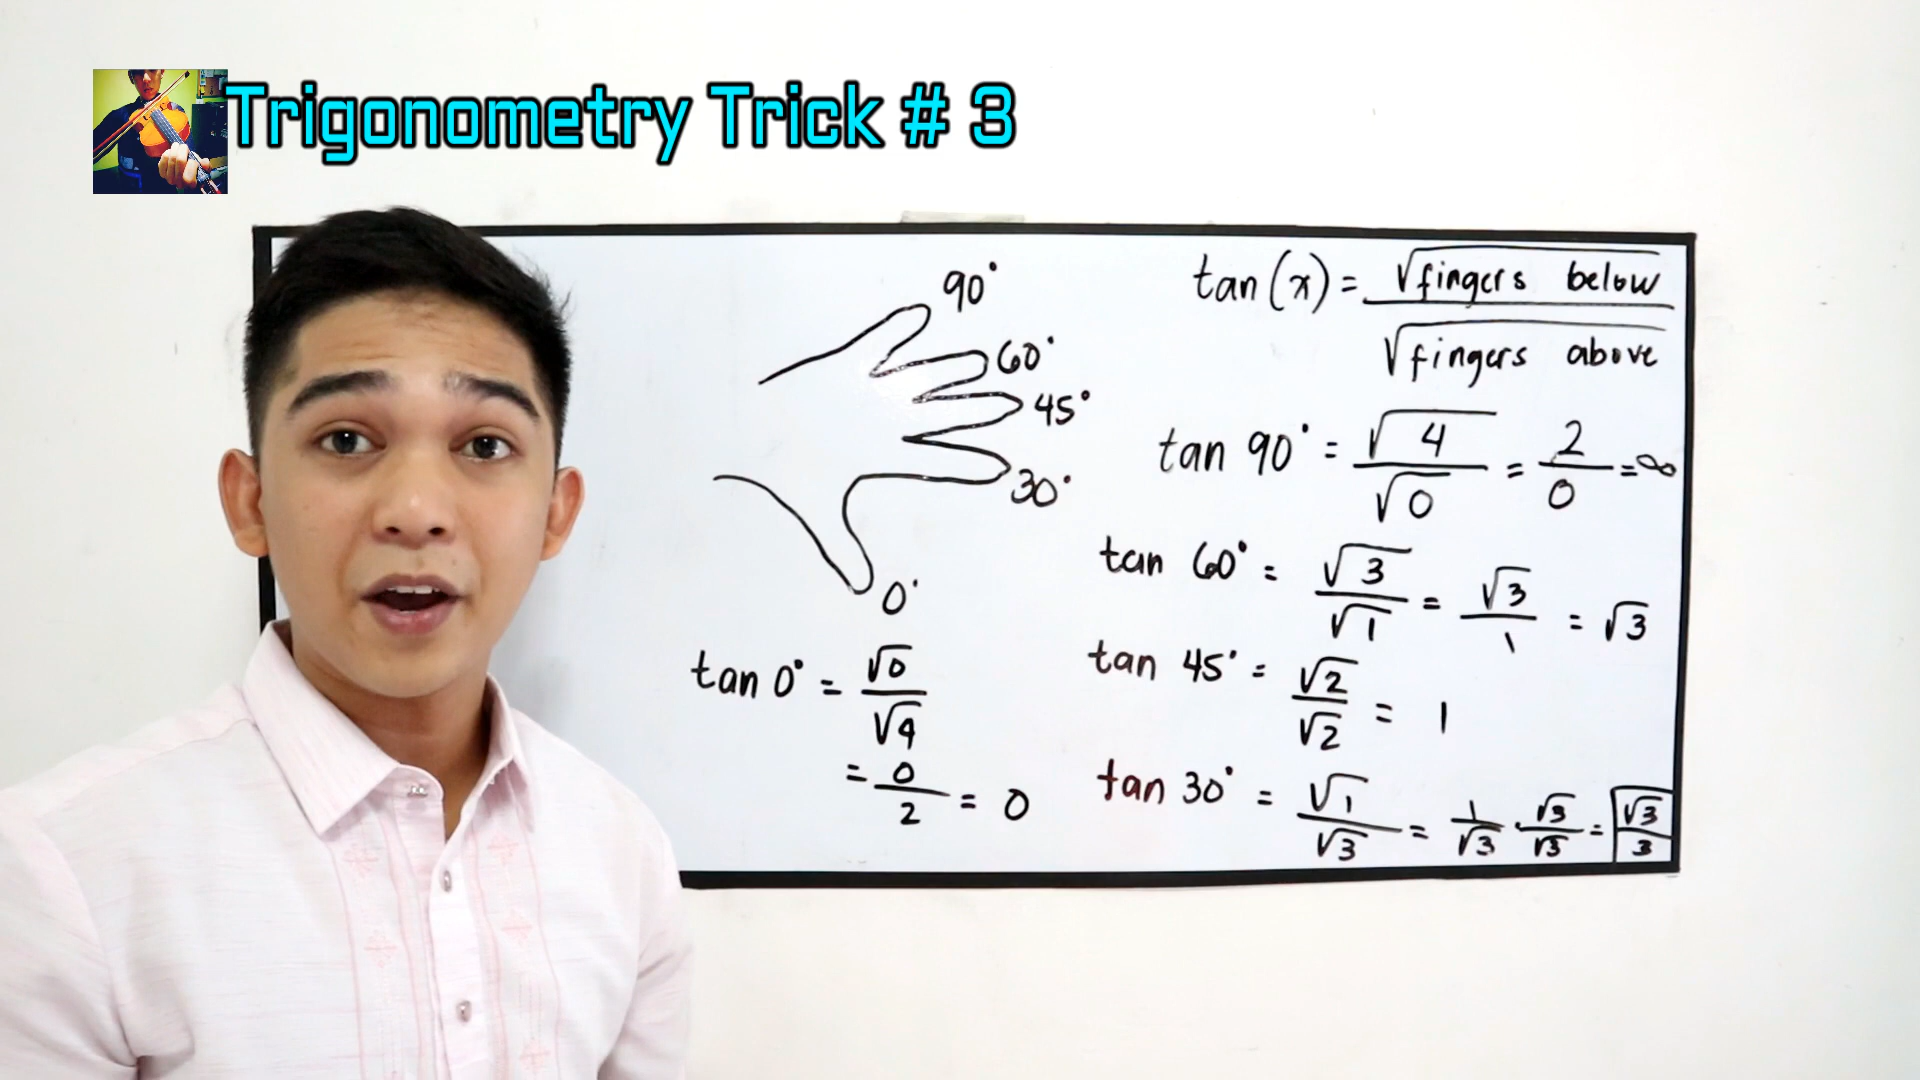 Trigonometry Trick # 3
90°
60°
45°
30°
0°
tan 0° = √0 / √4
= 0 / 2 = 0
tan(x) = √fingers below / √fingers above
tan 90° = √4 / √0 = 2 / 0 = ∞
tan 60° = √3 / √1 = √3 / 1 = √3
tan 45° = √2 / √2 = 1
tan 30° = √1 / √3 = 1 / √3 · √3 / √3 = √3 / 3